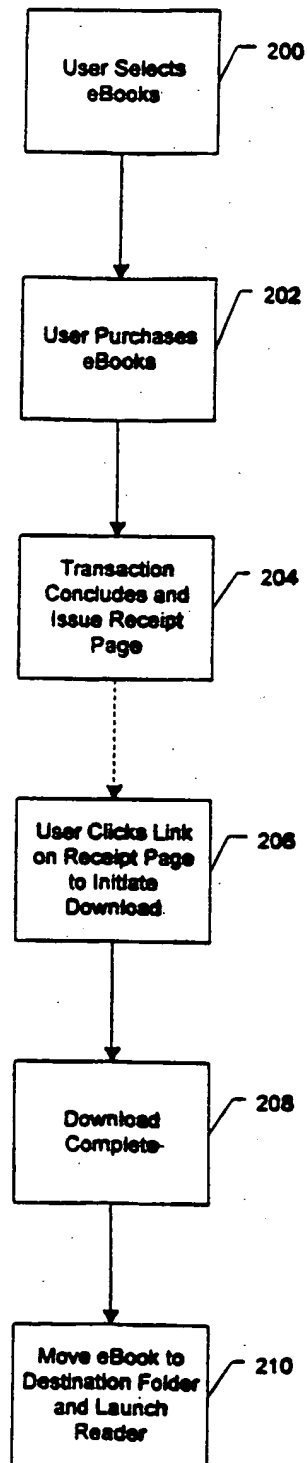 User Selects
eBooks
200
User Purchases
eBooks
202
Transaction
Concludes and
Issue Receipt
Page
204
User Clicks Link
on Receipt Page
to Initiate
Download
206
Download
Complete
208
Move eBook to
Destination Folder
and Launch
Reader
210